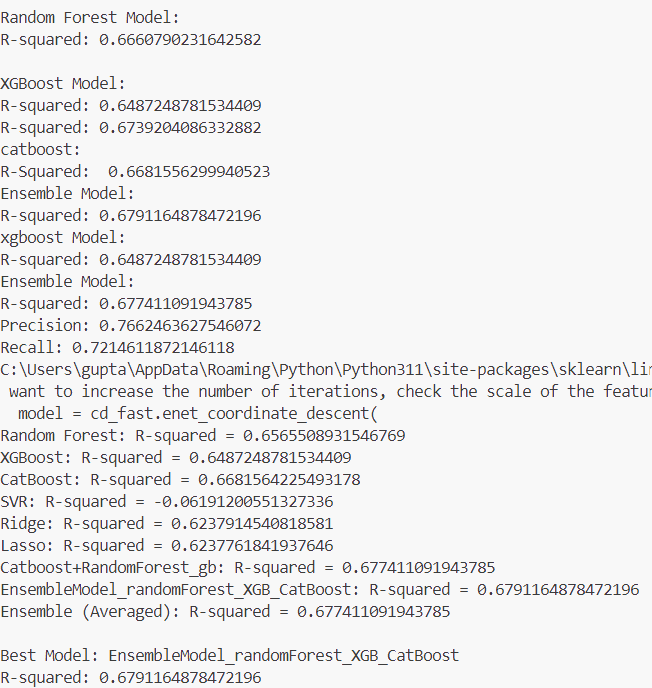 Random Forest Model:
R-squared: 0.6660790231642582
XGBoost Model:
R-squared: 0.6487248781534409
R-squared: 0.6739204086332882
catboost:
R-Squared:  0.6681556299940523
Ensemble Model:
R-squared: 0.6791164878472196
xgboost Model:
R-squared: 0.6487248781534409
Ensemble Model:
R-squared: 0.677411091943785
Precision: 0.7662463627546072
Recall: 0.7214611872146118
C:\Users\gupta\AppData\Roaming\Python\Python311\site-packages\sklearn\lin
want to increase the number of iterations, check the scale of the featur
model = cd_fast.enet_coordinate_descent(
Random Forest: R-squared = 0.6565508931546769
XGBoost: R-squared = 0.6487248781534409
CatBoost: R-squared = 0.6681564225493178
SVR: R-squared = -0.06191200551327336
Ridge: R-squared = 0.6237914540818581
Lasso: R-squared = 0.6237761841937646
Catboost+RandomForest_gb: R-squared = 0.677411091943785
EnsembleModel_randomForest_XGB_CatBoost: R-squared = 0.6791164878472196
Ensemble (Averaged): R-squared = 0.677411091943785
Best Model: EnsembleModel_randomForest_XGB_CatBoost
R-squared: 0.6791164878472196